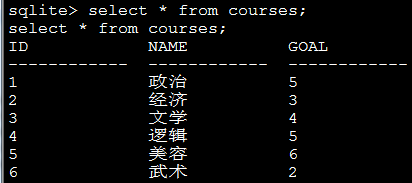 sqlite> select * from courses;
select * from courses;
ID NAME GOAL
------------ ------------ ------------
1 政治 5
2 经济 3
3 文学 4
4 逻辑 5
5 美容 6
6 武术 2